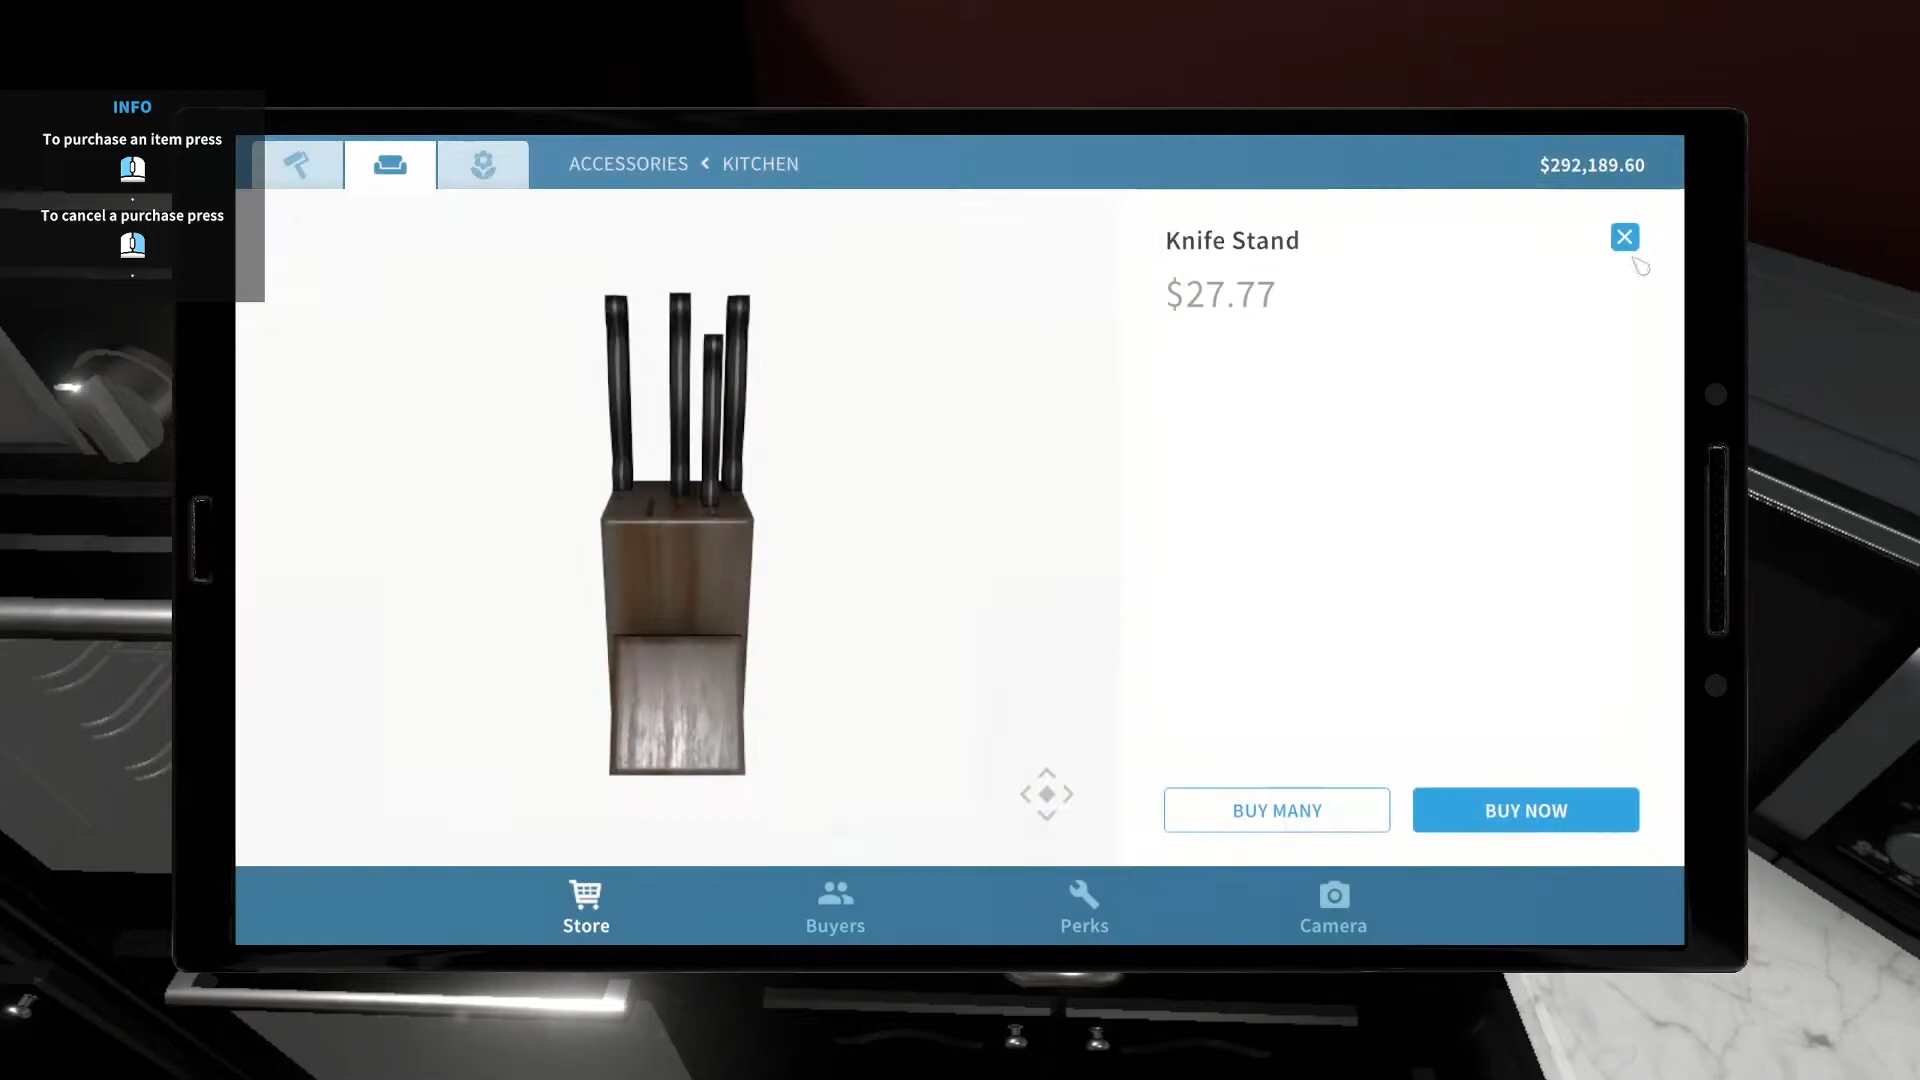 INFO
To purchase an item press
.
To cancel a purchase press
.
ACCESSORIES < KITCHEN
$292,189.60
Knife Stand
$27.77
BUY MANY
BUY NOW
Store
Buyers
Perks
Camera